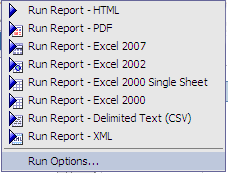 Run Report - HTML
Run Report - PDF
Run Report - Excel 2007
Run Report - Excel 2002
Run Report - Excel 2000 Single Sheet
Run Report - Excel 2000
Run Report - Delimited Text (CSV)
Run Report - XML
Run Options...